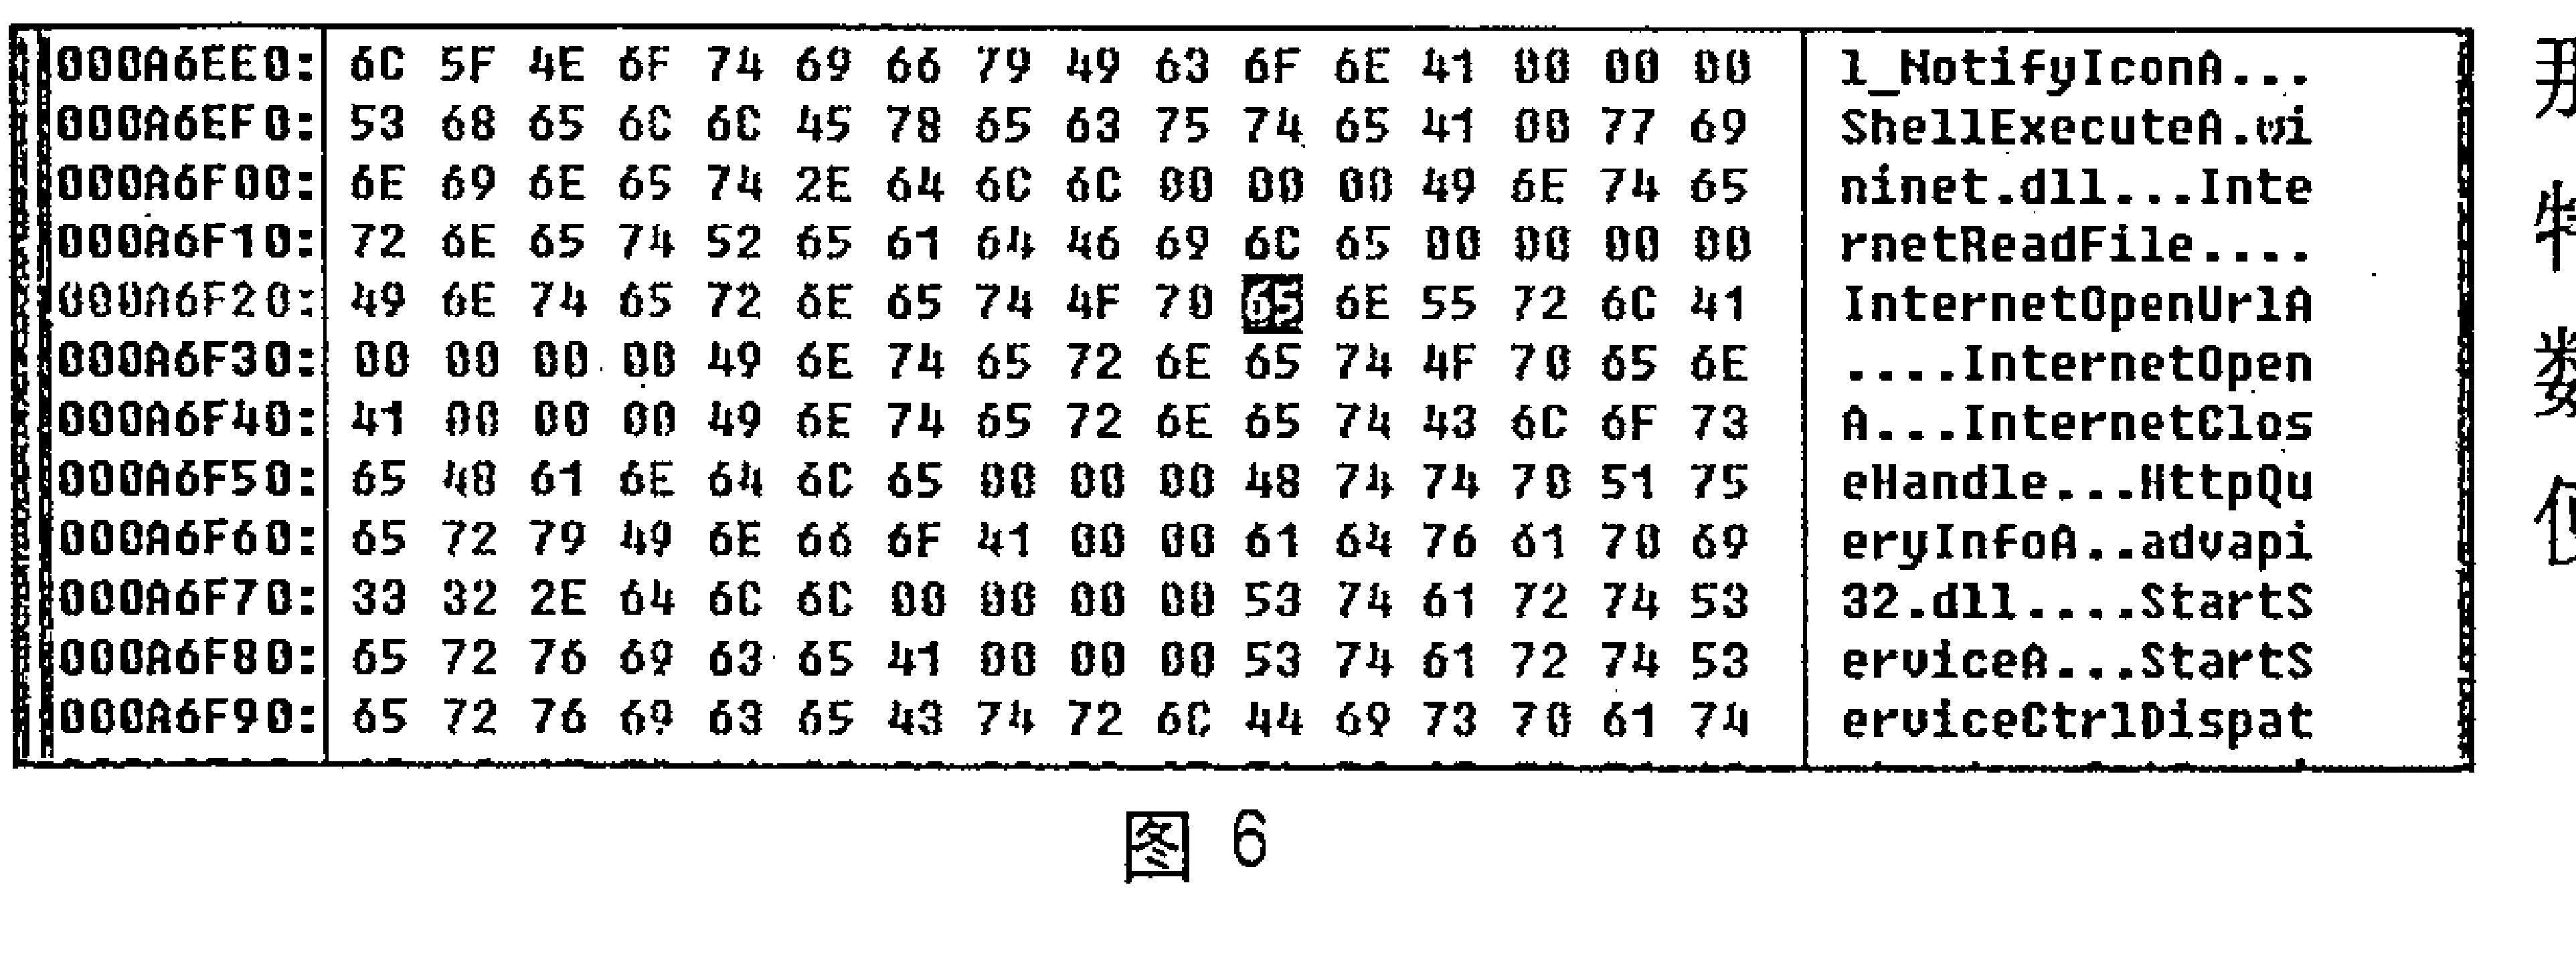 000A6EE0: 6C 5F 4E 6F 74 69 66 79 49 63 6F 6E 41 00 00 00 l_NotifyIconA...
000A6EF0: 53 68 65 6C 6C 45 78 65 63 75 74 65 41 00 77 69 ShellExecuteA.wi
000A6F00: 6E 69 6E 65 74 2E 64 6C 6C 00 00 00 49 6E 74 65 ninet.dll...Inte
000A6F10: 72 6E 65 74 52 65 61 64 46 69 6C 65 00 00 00 00 rnetReadFile....
000A6F20: 49 6E 74 65 72 6E 65 74 4F 70 65 6E 55 72 6C 41 InternetOpenUrlA
000A6F30: 00 00 00 00 49 6E 74 65 72 6E 65 74 4F 70 65 6E ....InternetOpen
000A6F40: 41 00 00 00 49 6E 74 65 72 6E 65 74 43 6C 6F 73 A...InternetClos
000A6F50: 65 48 61 6E 64 6C 65 00 00 00 48 74 74 70 51 75 eHandle...HttpQu
000A6F60: 65 72 79 49 6E 66 6F 41 00 00 61 64 76 61 70 69 eryInfoA..advapi
000A6F70: 33 32 2E 64 6C 6C 00 00 00 00 53 74 61 72 74 53 32.dll....StartS
000A6F80: 65 72 76 69 63 65 41 00 00 00 53 74 61 72 74 53 erviceA...StartS
000A6F90: 65 72 76 69 63 65 43 74 72 6C 44 69 73 70 61 74 erviceCtrlDispat
图 6